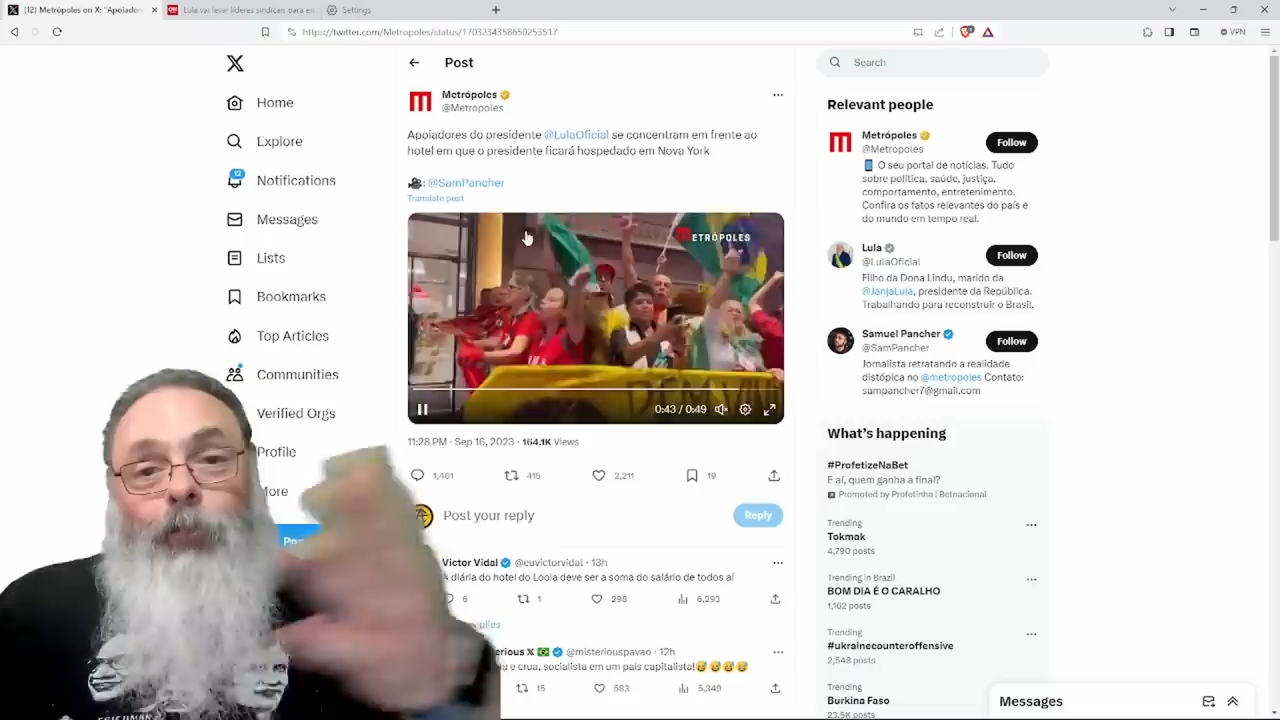 [12] Metrópoles on X: "Apoiador
Lula vai levar líderes sindicais para en
Settings
https://twitter.com/Metropoles/status/1703234358650253517
VPN
Home
Explore
12
Notifications
Messages
Lists
Bookmarks
Top Articles
Communities
Verified Orgs
Profile
More
Post
Metrópoles
@Metropoles
Apoiadores do presidente @LulaOficial se concentram em frente ao
hotel em que o presidente ficará hospedado em Nova York
: @SamPancher
Translate post
METRÓPOLES
0:43 / 0:49
11:28 PM · Sep 16, 2023 · 164.1K Views
1,401
415
2,211
19
Post your reply
Reply
Victor Vidal @euvictorvidal · 13h
A diária do hotel do Loola deve ser a soma do salário de todos aí
6
1
298
6,293
plies
erious X @misteriouspavao · 12h
e crua, socialista em um país capitalista!
15
583
5,349
Search
Relevant people
Metrópoles
@Metropoles
Follow
O seu portal de notícias. Tudo
sobre política, saúde, justiça,
comportamento, entretenimento.
Confira os fatos relevantes do país e
do mundo em tempo real.
Lula
@LulaOficial
Follow
Filho da Dona Lindu, marido da
@JanjaLula, presidente da República.
Trabalhando para reconstruir o Brasil.
Samuel Pancher
@SamPancher
Follow
Jornalista retratando a realidade
distópica no @metropoles Contato:
sampancher7@gmail.com
What's happening
#ProfetizeNaBet
E aí, quem ganha a final?
Promoted by Profetinha | Betnacional
Trending
Tokmak
4,790 posts
Trending in Brazil
BOM DIA É O CARALHO
1,102 posts
Trending
#ukrainecounteroffensive
2,548 posts
Trending
Burkina Faso
23.5K posts
Messages